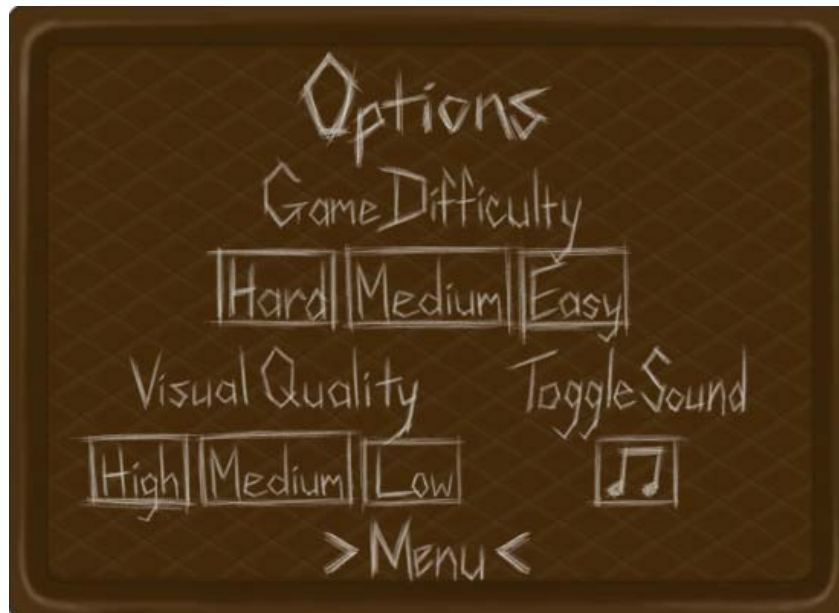 Options
Game Difficulty
Hard Medium Easy
Visual Quality Toggle Sound
High Medium Low
> Menu <